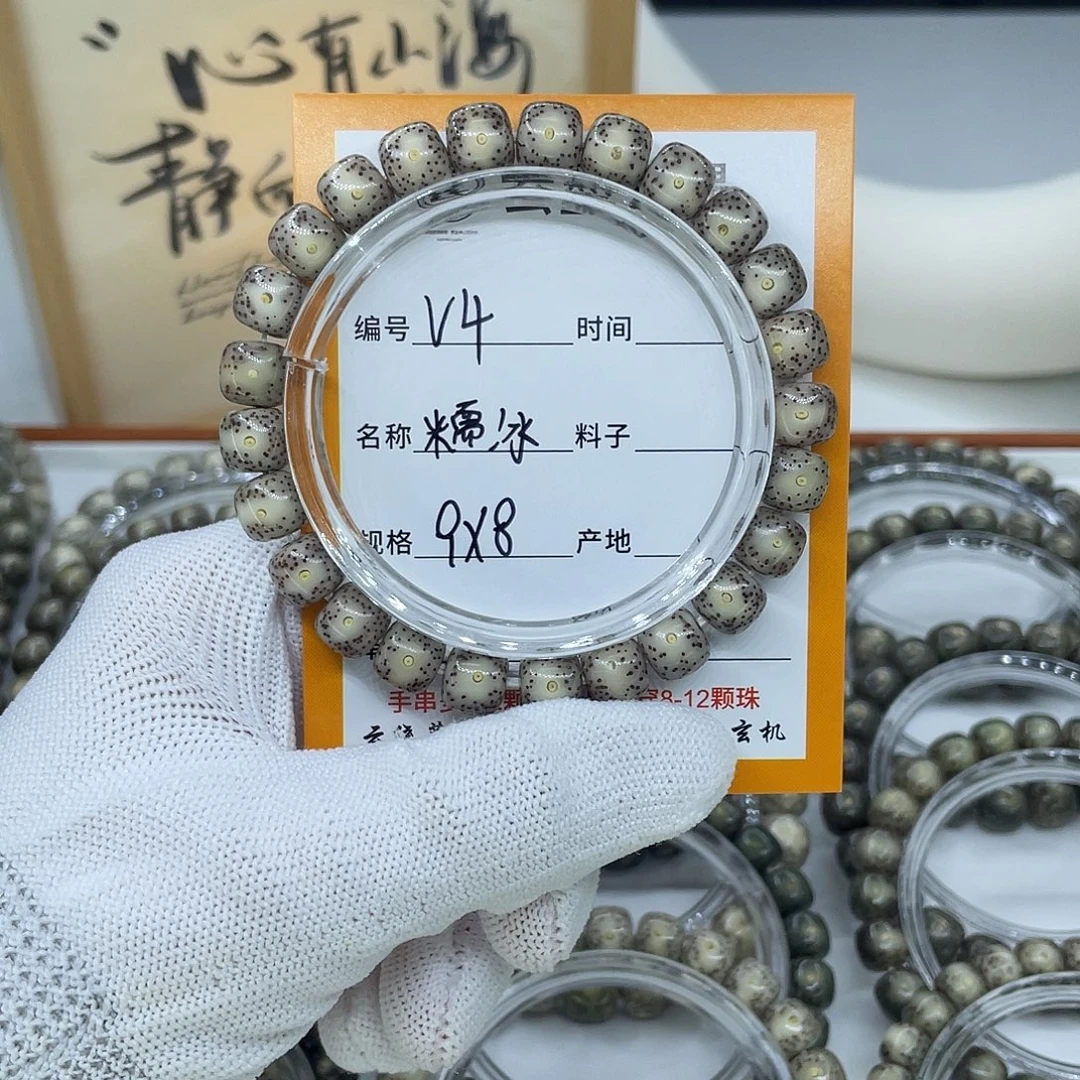 “心有山海
静
编号 V4 时间
名称 糯冰 料子
规格 9X8 产地
手串 8-12颗珠
玄机